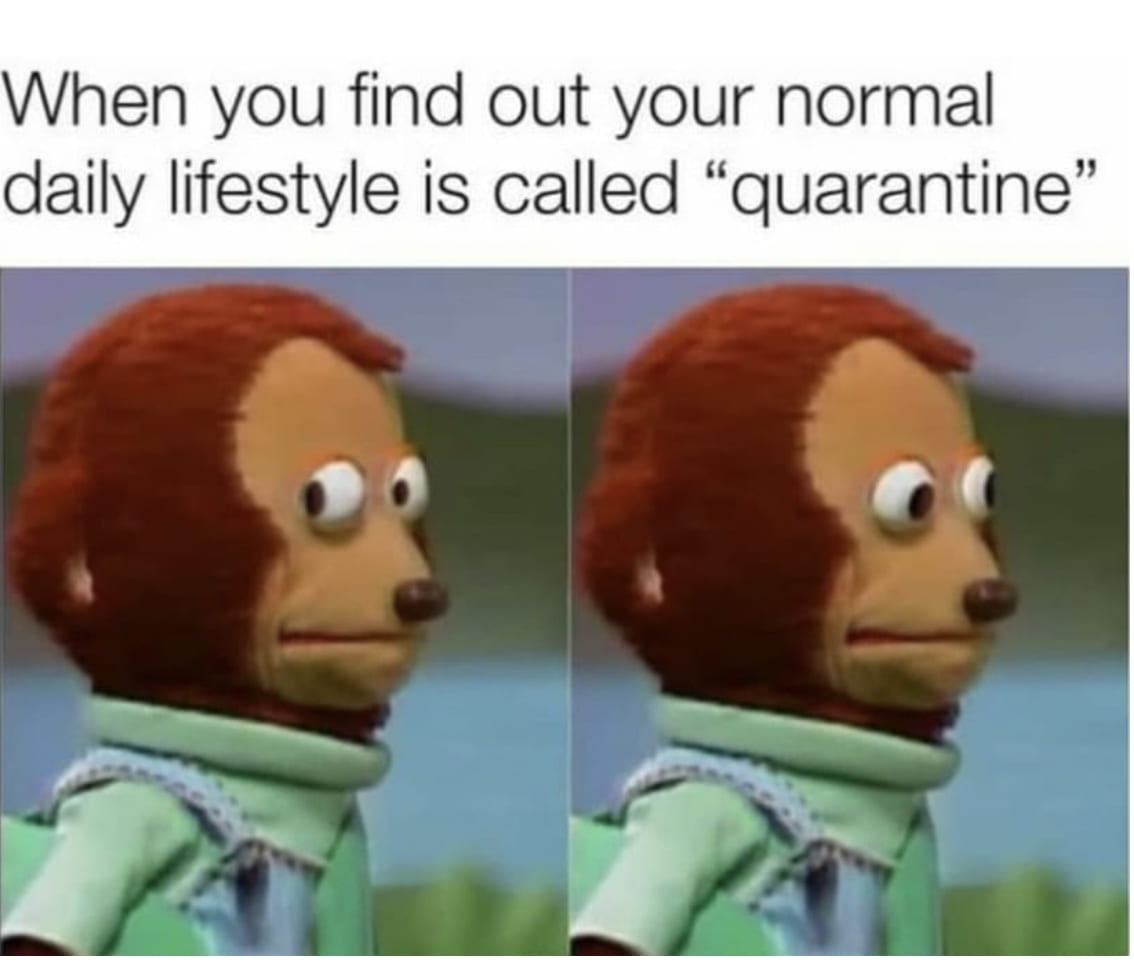 When you find out your normal
daily lifestyle is called “quarantine”